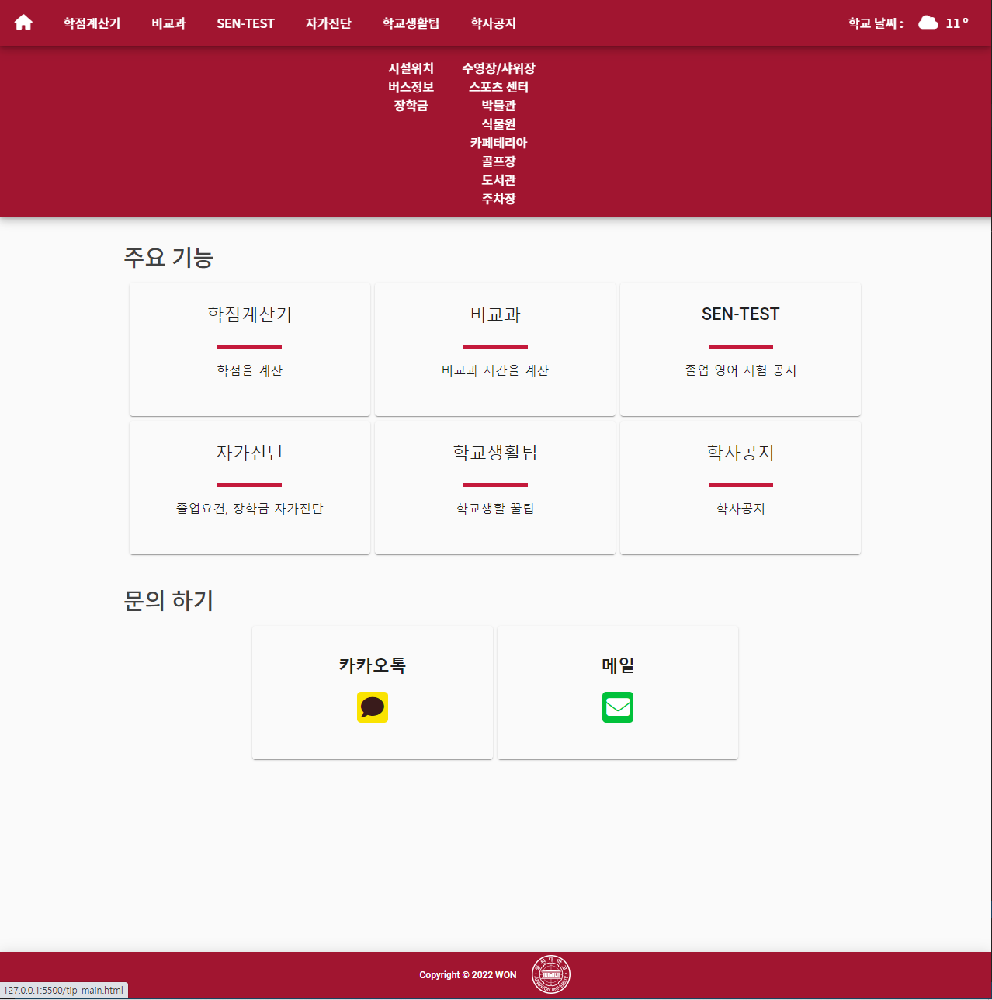 학점계산기 비교과 SEN-TEST 자가진단 학교생활팁 학사공지 학교 날씨 : 11 º
시설위치 수영장/샤워장
버스정보 스포츠 센터
장학금 박물관
식물원
카페테리아
골프장
도서관
주차장
주요 기능
학점계산기 비교과 SEN-TEST
학점을 계산 비교과 시간을 계산 졸업 영어 시험 공지
자가진단 학교생활팁 학사공지
졸업요건, 장학금 자가진단 학교생활 꿀팁 학사공지
문의 하기
카카오톡 메일
Copyright © 2022 WON
중원대학교
JUNGWON UNIVERSITY
127.0.0.1:5500/tip_main.html